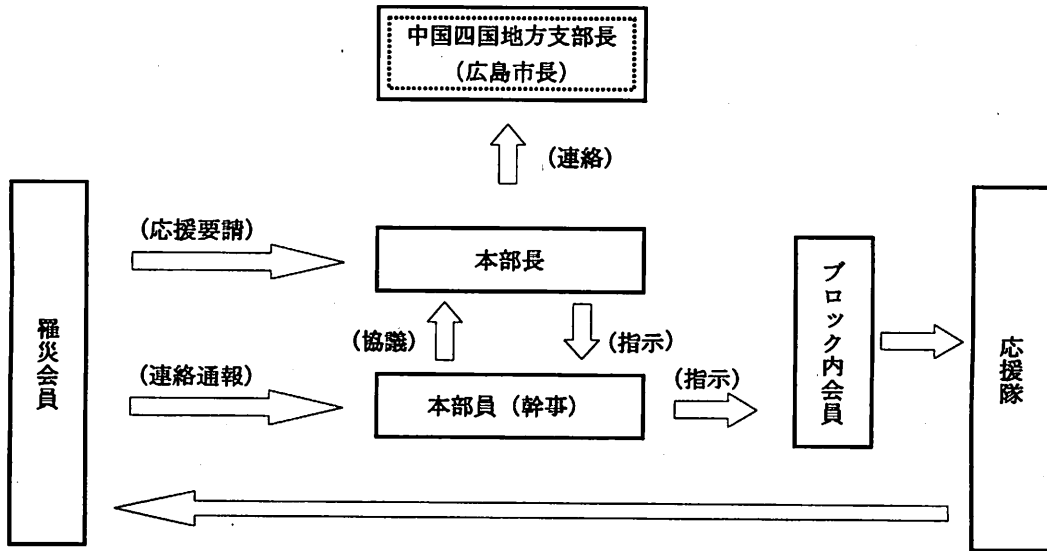 中国四国地方支部長
(広島市長)
(連絡)
(応援要請)
本部長
(協議)
(指示)
(連絡通報)
本部員(幹事)
(指示)
罹災会員
ブロック内会員
応援隊